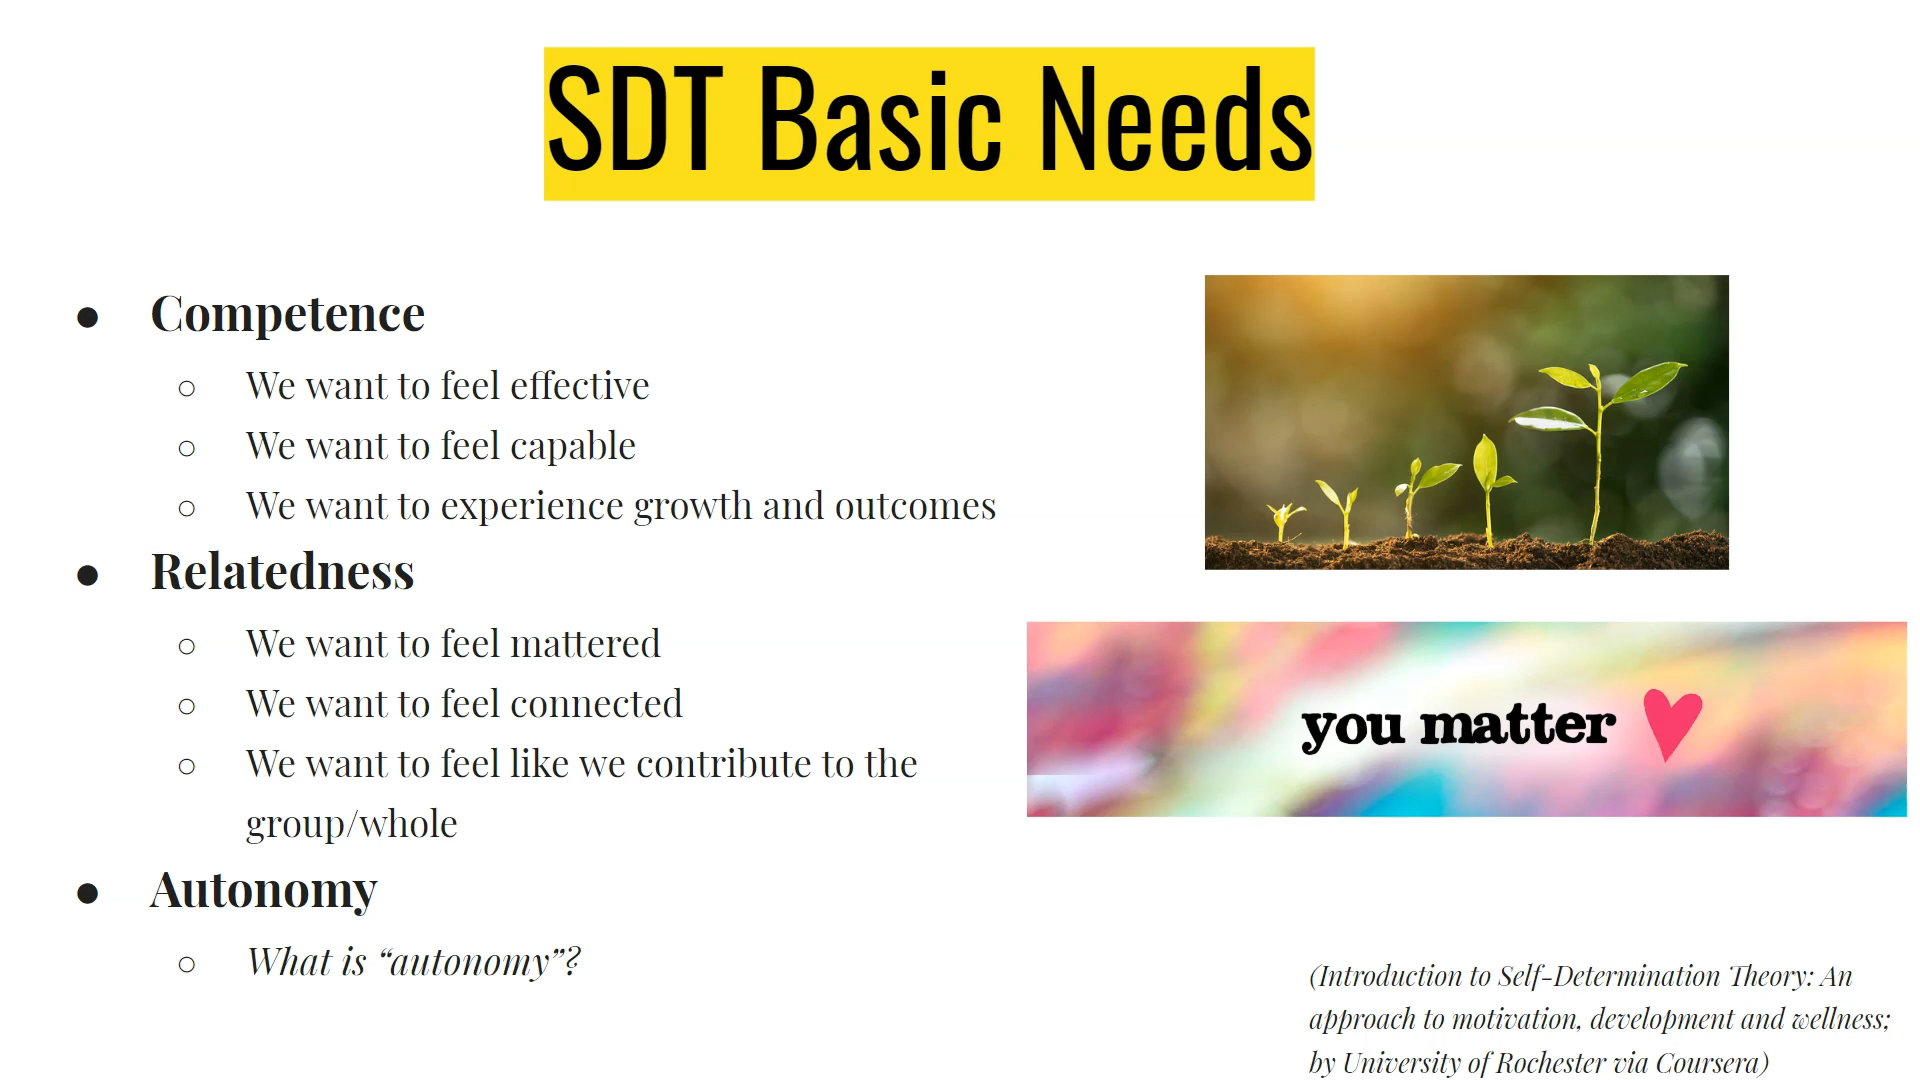 SDT Basic Needs
● Competence
○ We want to feel effective
○ We want to feel capable
○ We want to experience growth and outcomes
● Relatedness
○ We want to feel mattered
○ We want to feel connected
○ We want to feel like we contribute to the
group/whole
● Autonomy
○ What is “autonomy”?
you matter
(Introduction to Self-Determination Theory: An
approach to motivation, development and wellness;
by University of Rochester via Coursera)